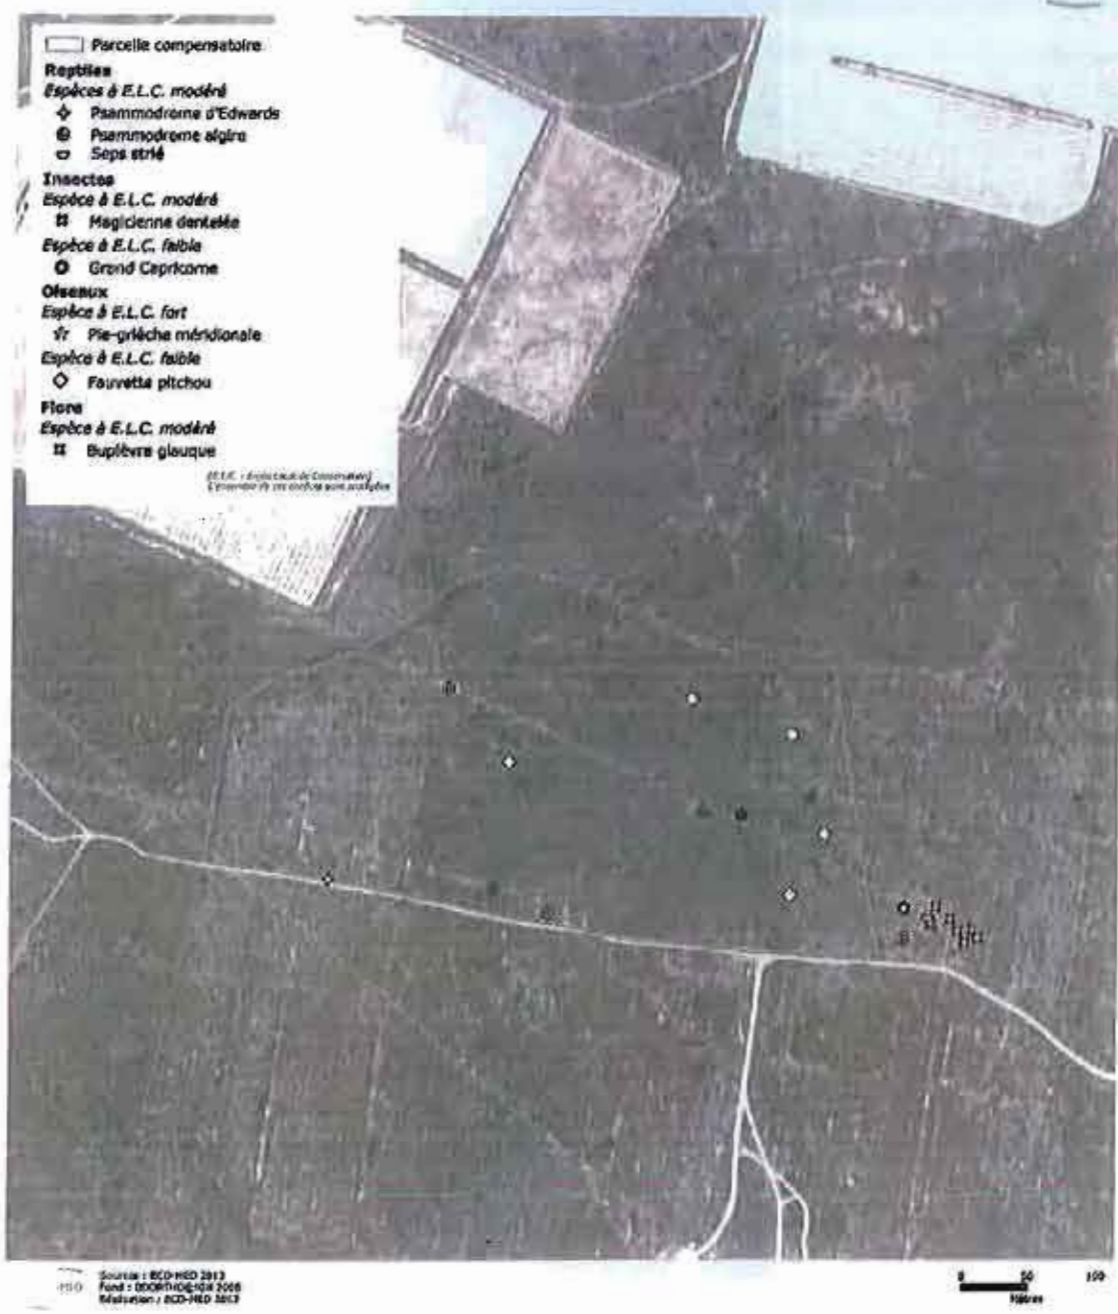 Parcelle compensatoire
Reptiles
Espèces à E.L.C. modéré
Psammodrome d'Edwards
Psammodrome algire
Seps strié
Insectes
Espèce à E.L.C. modéré
Magicienne dentelée
Espèce à E.L.C. faible
Grand Capricorne
Oiseaux
Espèce à E.L.C. fort
Pie-grièche méridionale
Espèce à E.L.C. faible
Fauvette pitchou
Flore
Espèce à E.L.C. modéré
Buplèvre glauque
Source : ECO-MED 2013
Fond :
Réalisation : ECO-MED 2013
0 50 100
Mètres